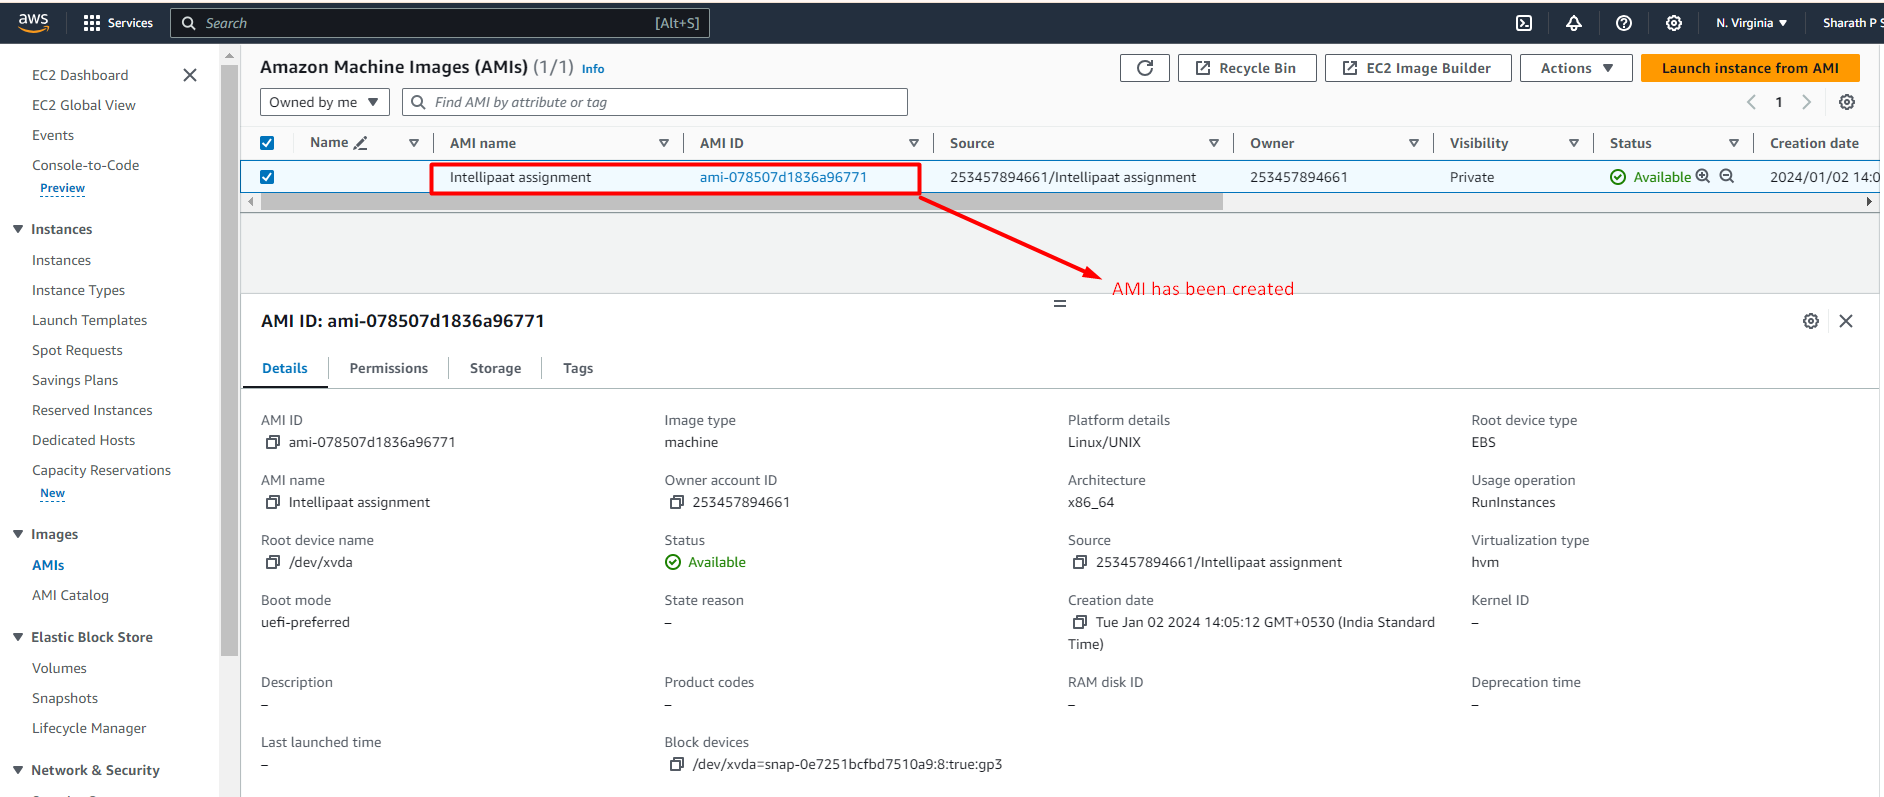 aws Services Search [Alt+S] N. Virginia Sharath P S
EC2 Dashboard
EC2 Global View
Events
Console-to-Code
Preview
Instances
Instances
Instance Types
Launch Templates
Spot Requests
Savings Plans
Reserved Instances
Dedicated Hosts
Capacity Reservations
New
Images
AMIs
AMI Catalog
Elastic Block Store
Volumes
Snapshots
Lifecycle Manager
Network & Security
Amazon Machine Images (AMIs) (1/1) Info Recycle Bin EC2 Image Builder Actions Launch instance from AMI
Owned by me Find AMI by attribute or tag 1
Name AMI name AMI ID Source Owner Visibility Status Creation date
Intellipaat assignment ami-078507d1836a96771 253457894661/Intellipaat assignment 253457894661 Private Available 2024/01/02 14:0
AMI has been created
AMI ID: ami-078507d1836a96771
Details Permissions Storage Tags
AMI ID Image type Platform details Root device type
ami-078507d1836a96771 machine Linux/UNIX EBS
AMI name Owner account ID Architecture Usage operation
Intellipaat assignment 253457894661 x86_64 RunInstances
Root device name Status Source Virtualization type
/dev/xvda Available 253457894661/Intellipaat assignment hvm
Boot mode State reason Creation date Kernel ID
uefi-preferred – Tue Jan 02 2024 14:05:12 GMT+0530 (India Standard –
Time)
Description Product codes RAM disk ID Deprecation time
– – – –
Last launched time Block devices
– /dev/xvda=snap-0e7251bcfbd7510a9:8:true:gp3